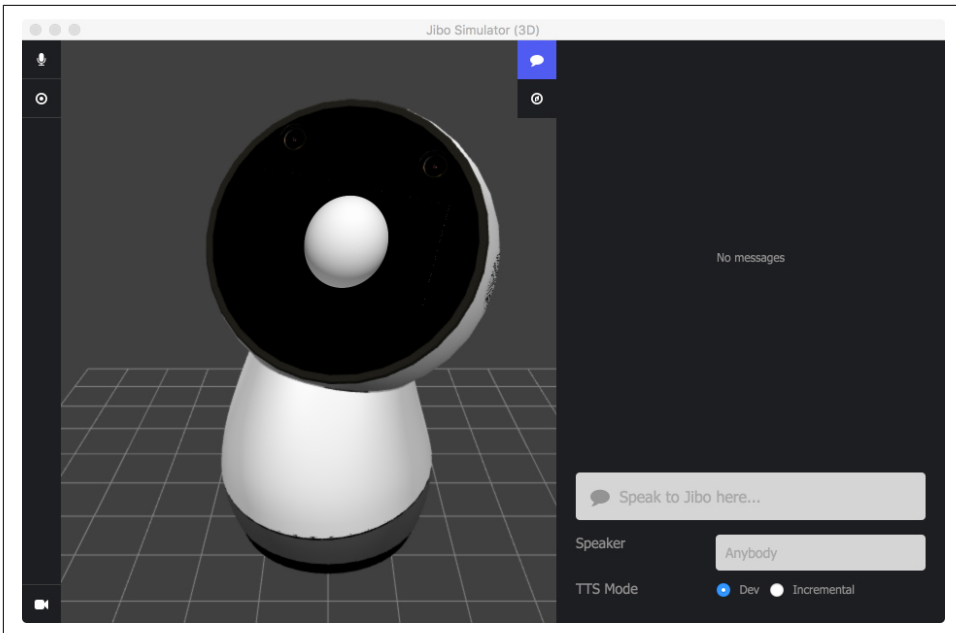 Jibo Simulator (3D)
No messages
Speak to Jibo here...
Speaker
Anybody
TTS Mode
Dev
Incremental